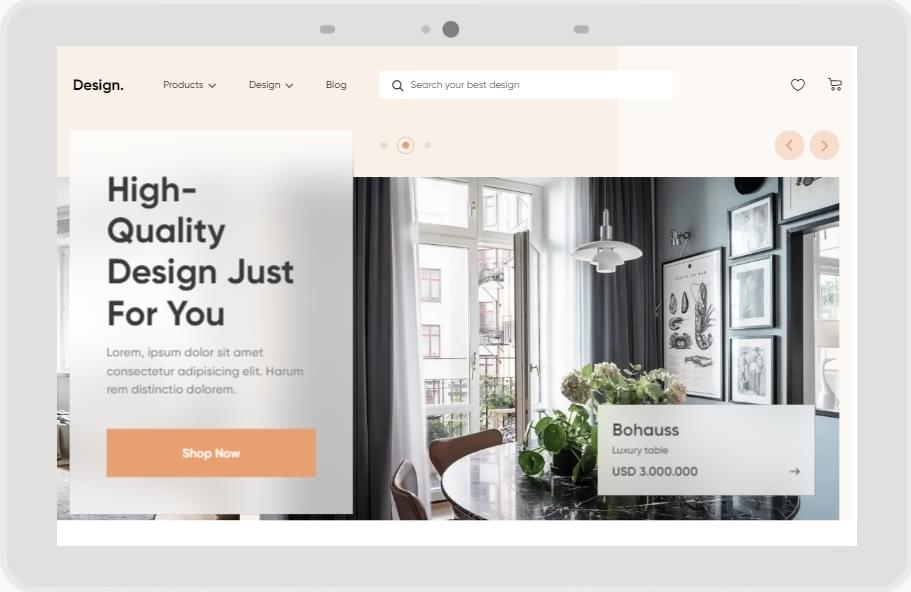 Design.
Products
Design
Blog
Search your best design
High-
Quality
Design Just
For You
Lorem, ipsum dolor sit amet
consectetur adipisicing elit. Harum
rem distinctio dolorem.
Shop Now
Bohauss
Luxury table
USD 3.000.000